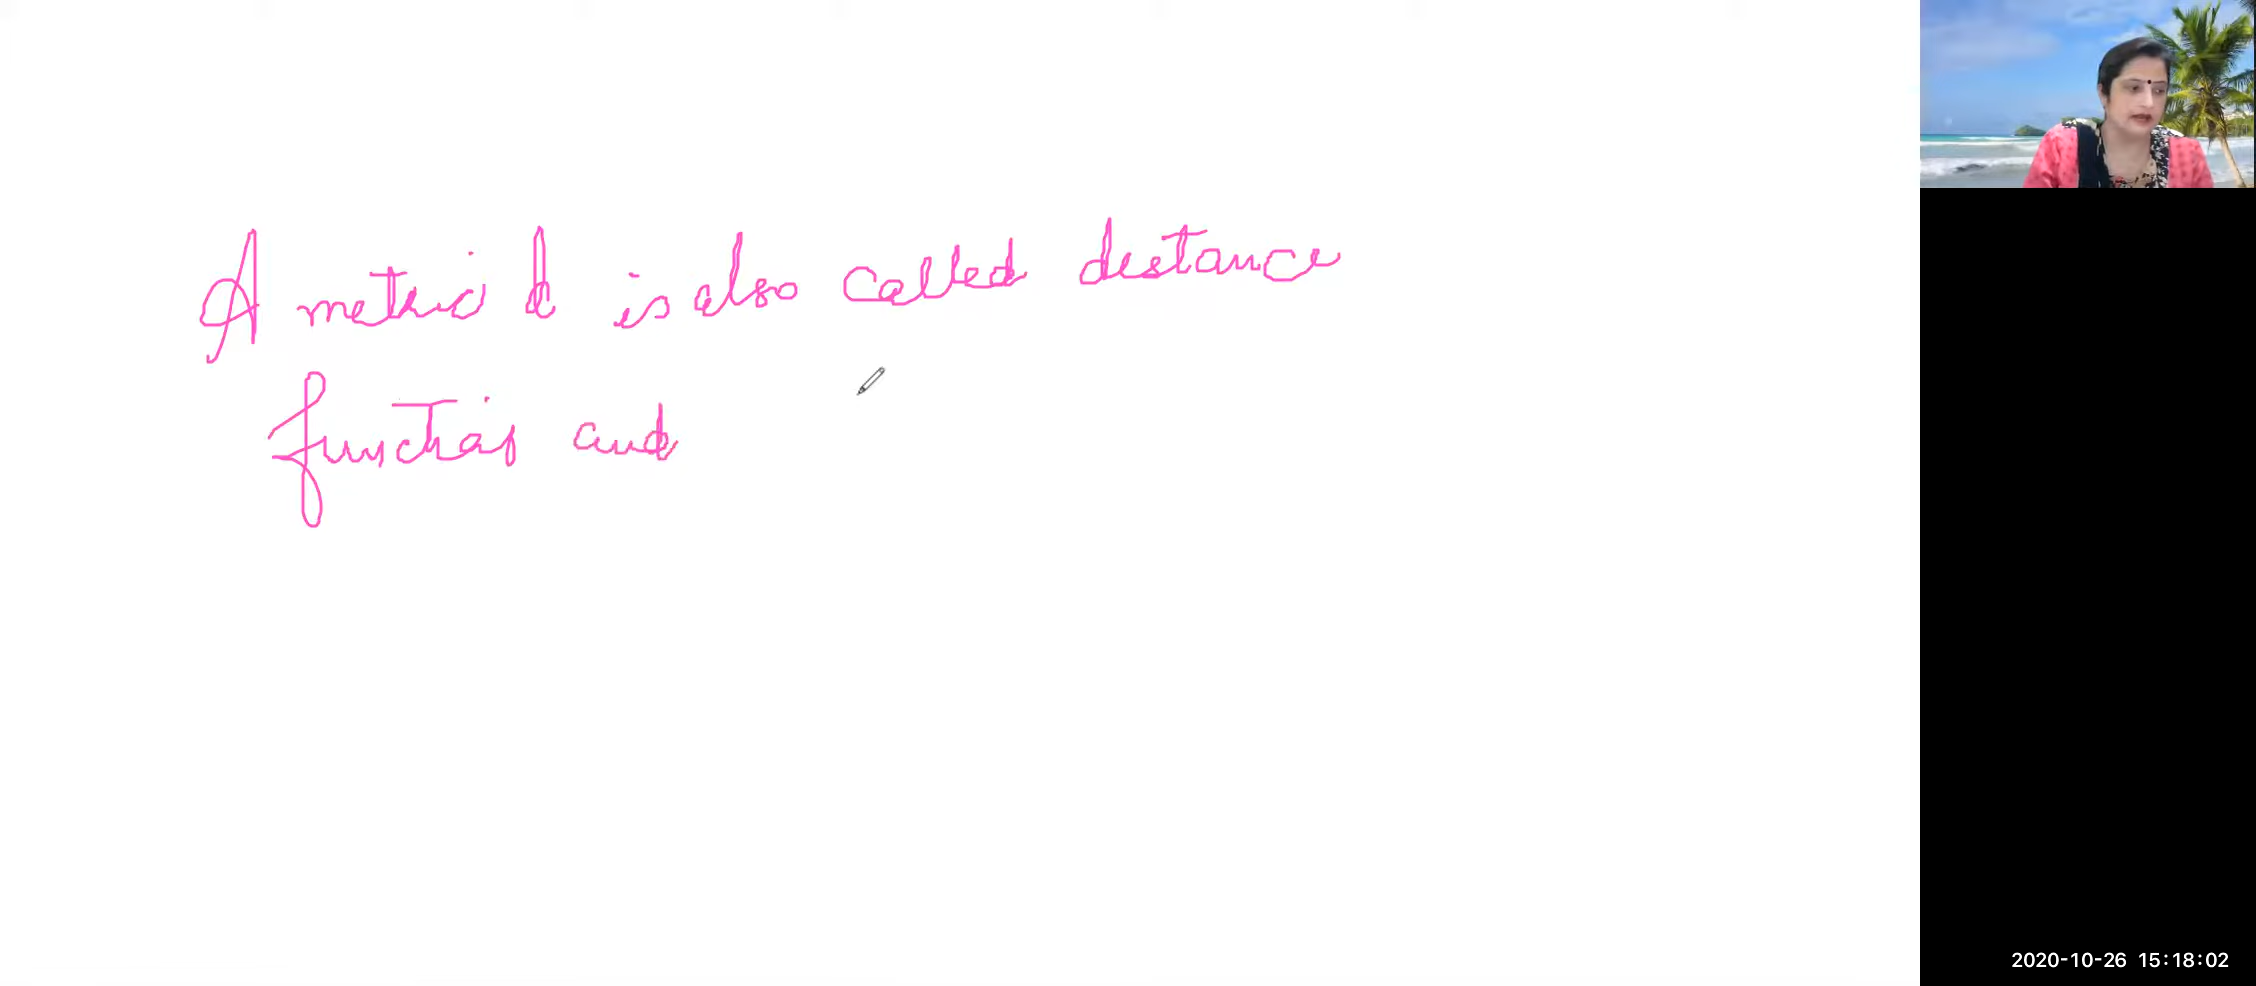 A metric d is also called distance
function and
2020-10-26 15:18:02